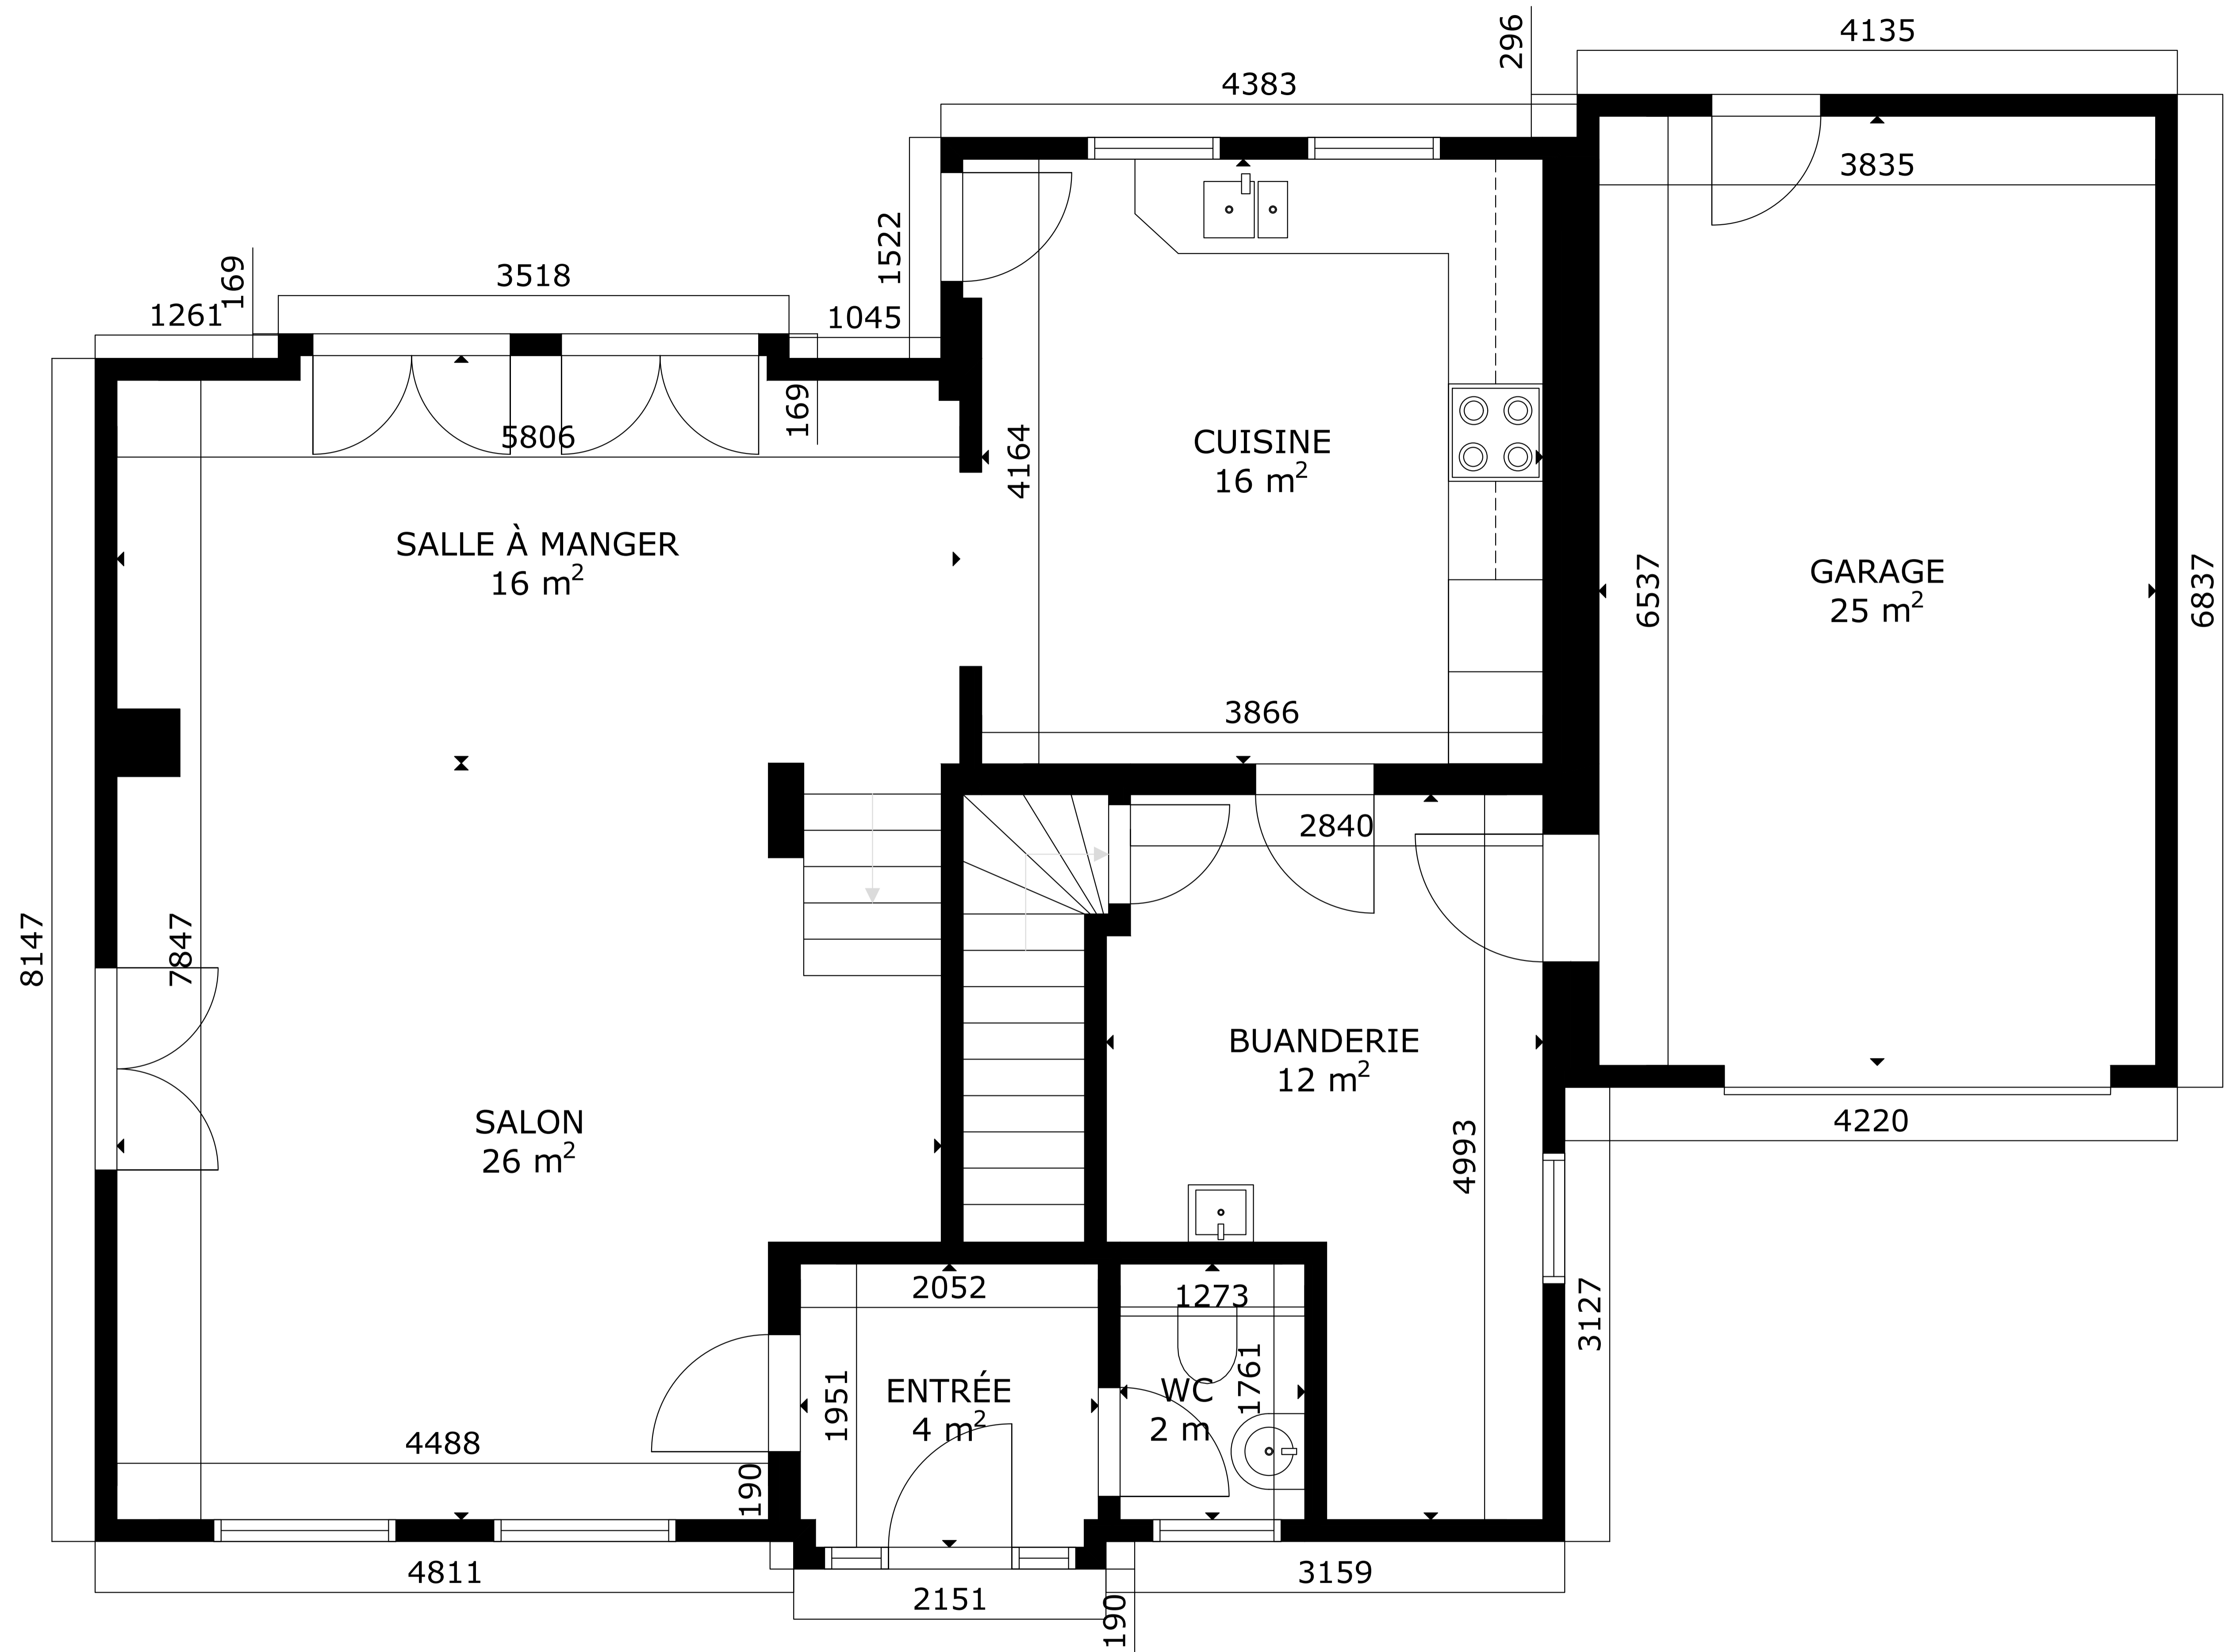 296
4135
4383
3835
1522
169
3518
1261
1045
169
5806
4164
CUISINE
16 m²
SALLE À MANGER
16 m²
6537
GARAGE
25 m²
6837
3866
2840
8147
7847
BUANDERIE
12 m²
SALON
26 m²
4993
4220
2052
1273
3127
1951
ENTRÉE
4 m²
WC
2 m
1761
4488
190
4811
2151
190
3159